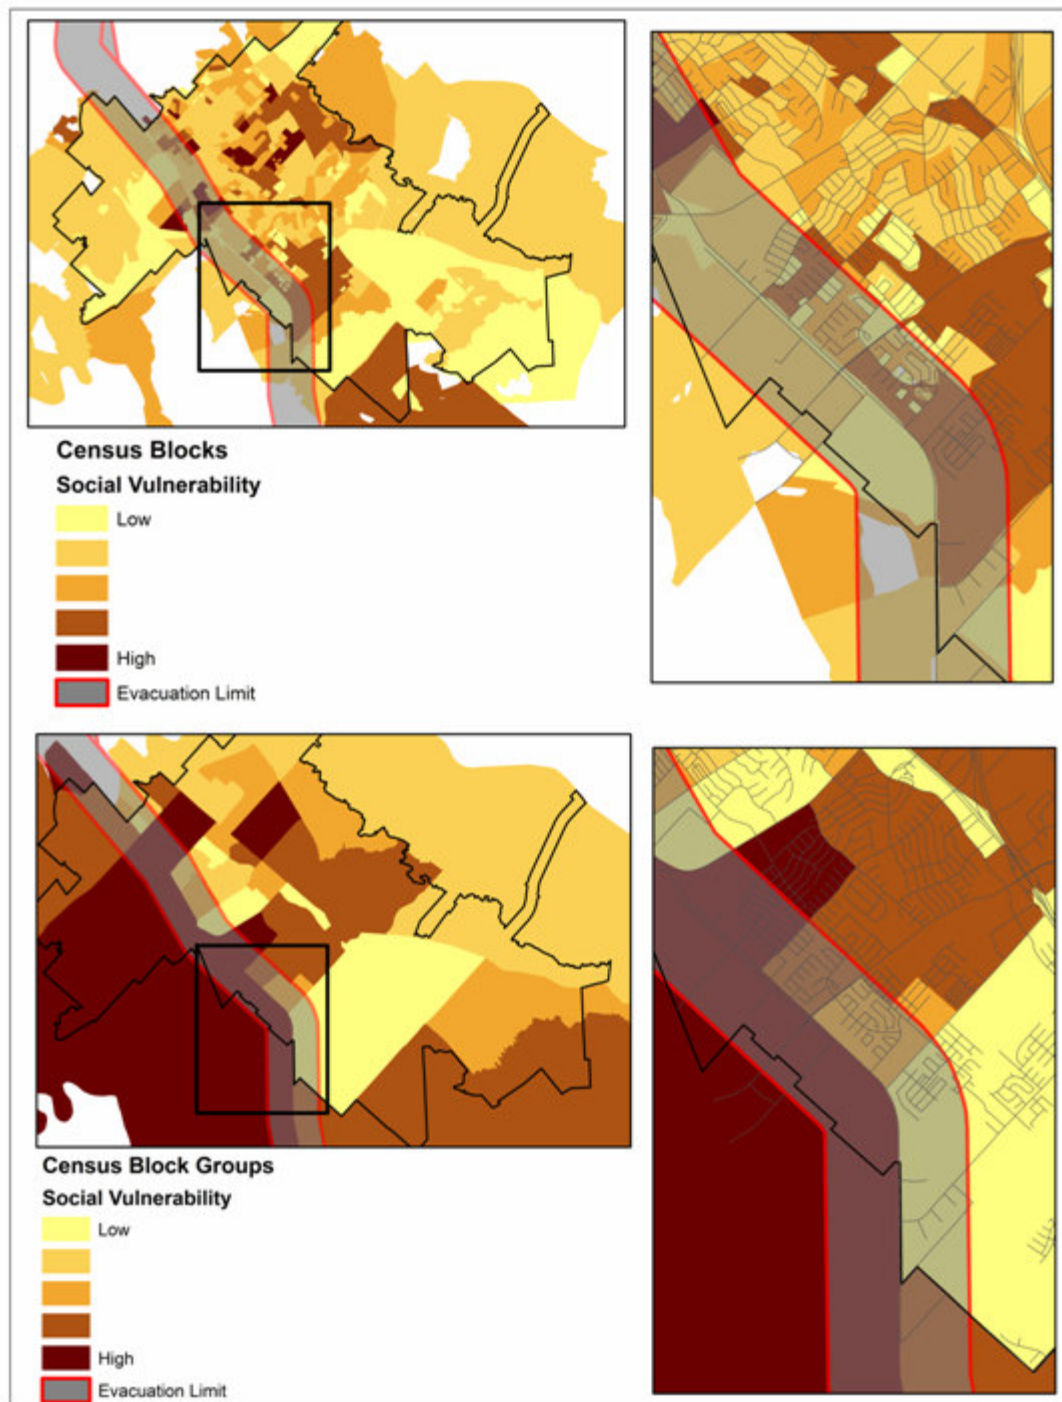 Census Blocks
Social Vulnerability
Low
High
Evacuation Limit
Census Block Groups
Social Vulnerability
Low
High
Evacuation Limit